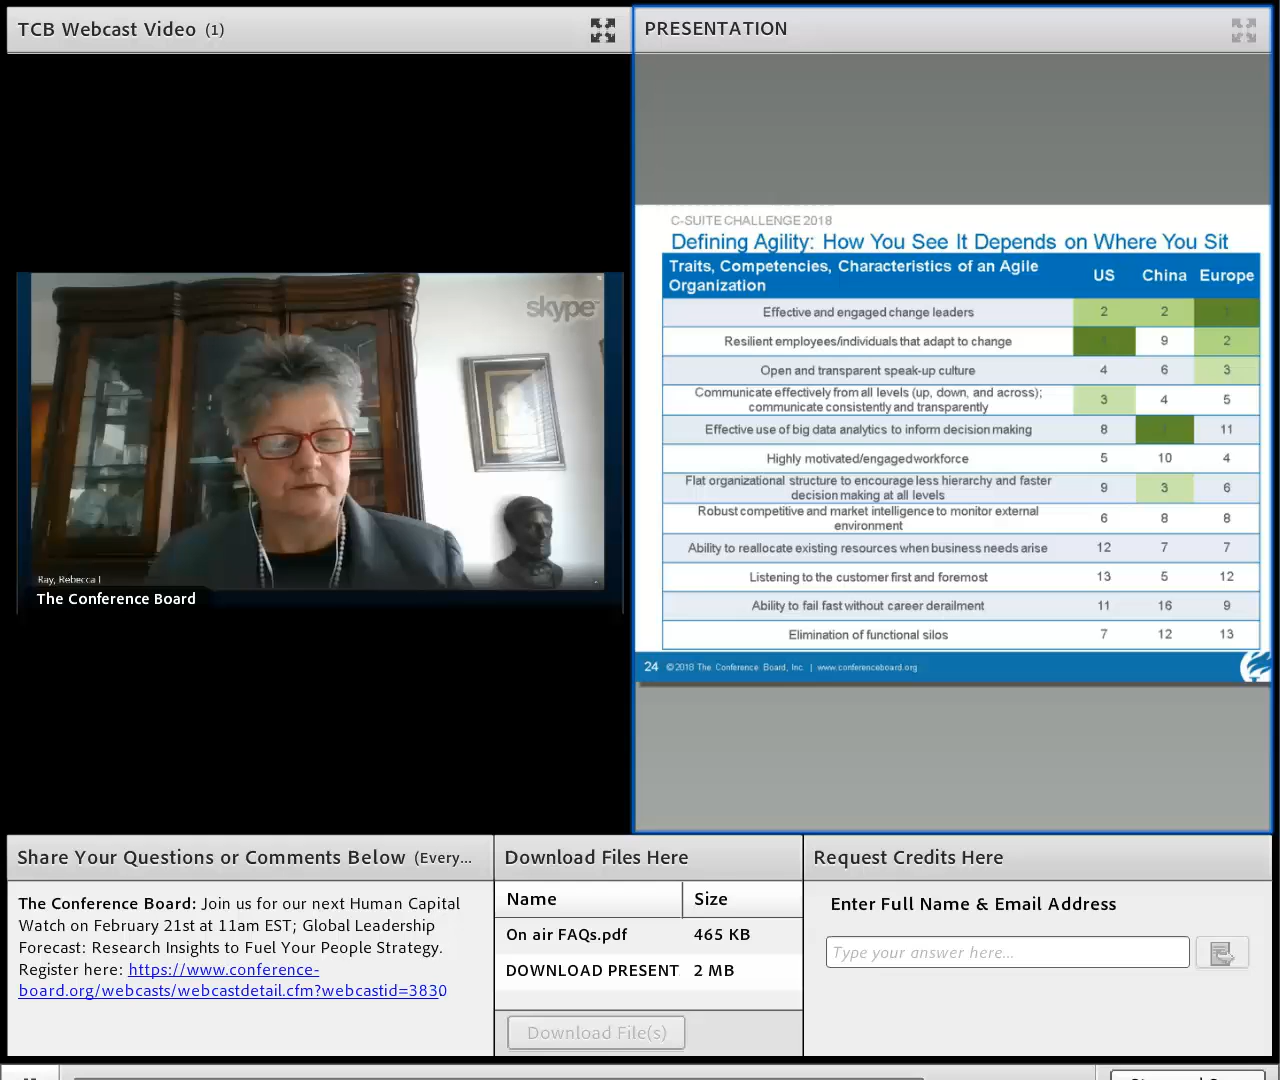 TCB Webcast Video (1)
PRESENTATION
skype
Ray, Rebecca l
The Conference Board
C-SUITE CHALLENGE 2018
Defining Agility: How You See It Depends on Where You Sit
Traits, Competencies, Characteristics of an Agile
Organization
US China Europe
Effective and engaged change leaders 2 2 1
Resilient employees/individuals that adapt to change 9 2
Open and transparent speak-up culture 4 6 3
Communicate effectively from all levels (up, down, and across);
communicate consistently and transparently
3 4 5
Effective use of big data analytics to inform decision making 8 11
Highly motivated/engaged workforce 5 10 4
Flat organizational structure to encourage less hierarchy and faster
decision making at all levels
9 3 6
Robust competitive and market intelligence to monitor external
environment
6 8 8
Ability to reallocate existing resources when business needs arise 12 7 7
Listening to the customer first and foremost 13 5 12
Ability to fail fast without career derailment 11 16 9
Elimination of functional silos 7 12 13
24 ©2018 The Conference Board, Inc. | www.conferenceboard.org
Share Your Questions or Comments Below (Every...
The Conference Board: Join us for our next Human Capital
Watch on February 21st at 11am EST; Global Leadership
Forecast: Research Insights to Fuel Your People Strategy.
Register here: https://www.conference-
board.org/webcasts/webcastdetail.cfm?webcastid=3830
Download Files Here
Name Size
On air FAQs.pdf 465 KB
DOWNLOAD PRESENT 2 MB
Download File(s)
Request Credits Here
Enter Full Name & Email Address
Type your answer here...